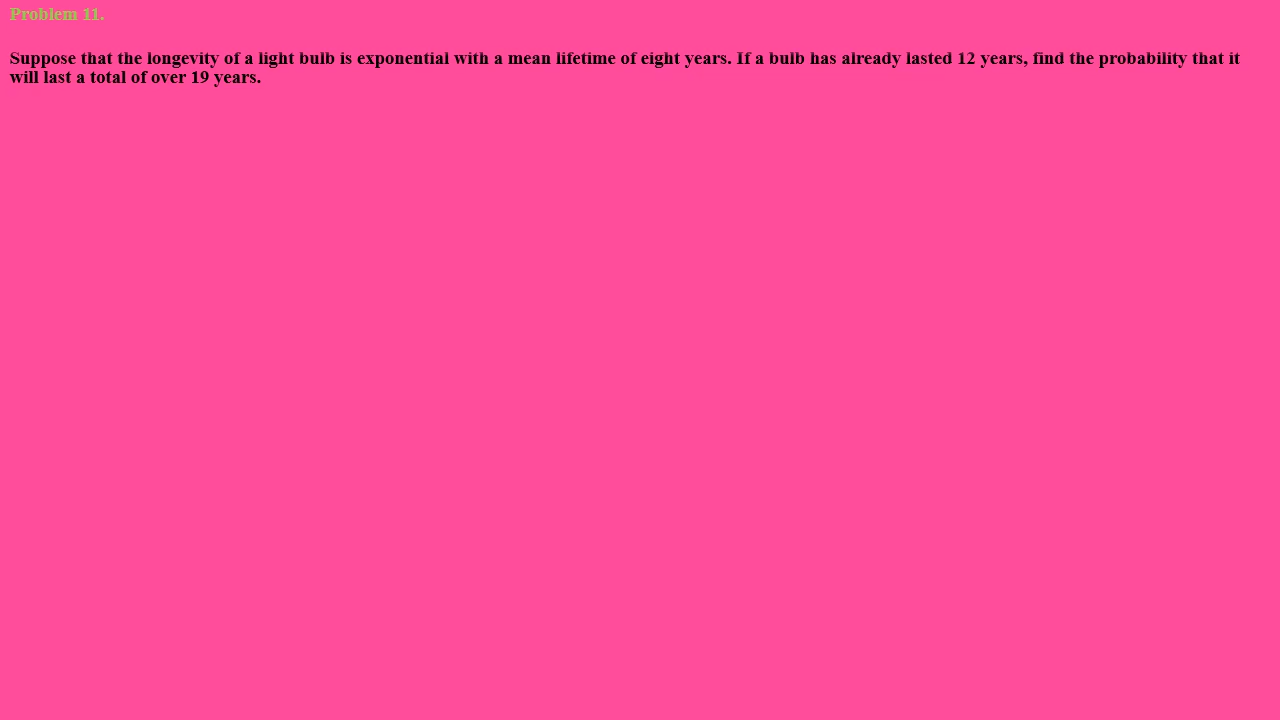 Problem 11.
Suppose that the longevity of a light bulb is exponential with a mean lifetime of eight years. If a bulb has already lasted 12 years, find the probability that it
will last a total of over 19 years.